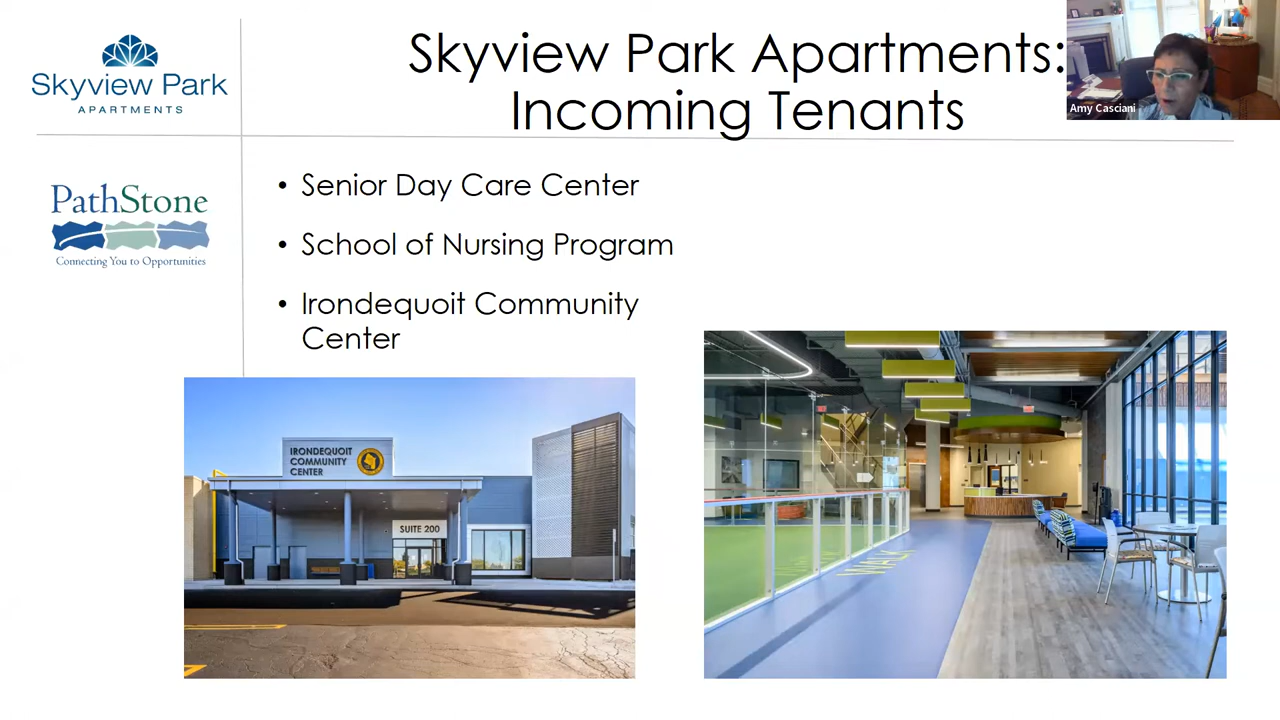 Skyview Park Apartments:
Incoming Tenants
Skyview Park
APARTMENTS
Amy Casciani
PathStone
Connecting You to Opportunities
• Senior Day Care Center
• School of Nursing Program
• Irondequoit Community
Center
IRONDEQUOIT
COMMUNITY
CENTER
SUITE 200
WALK